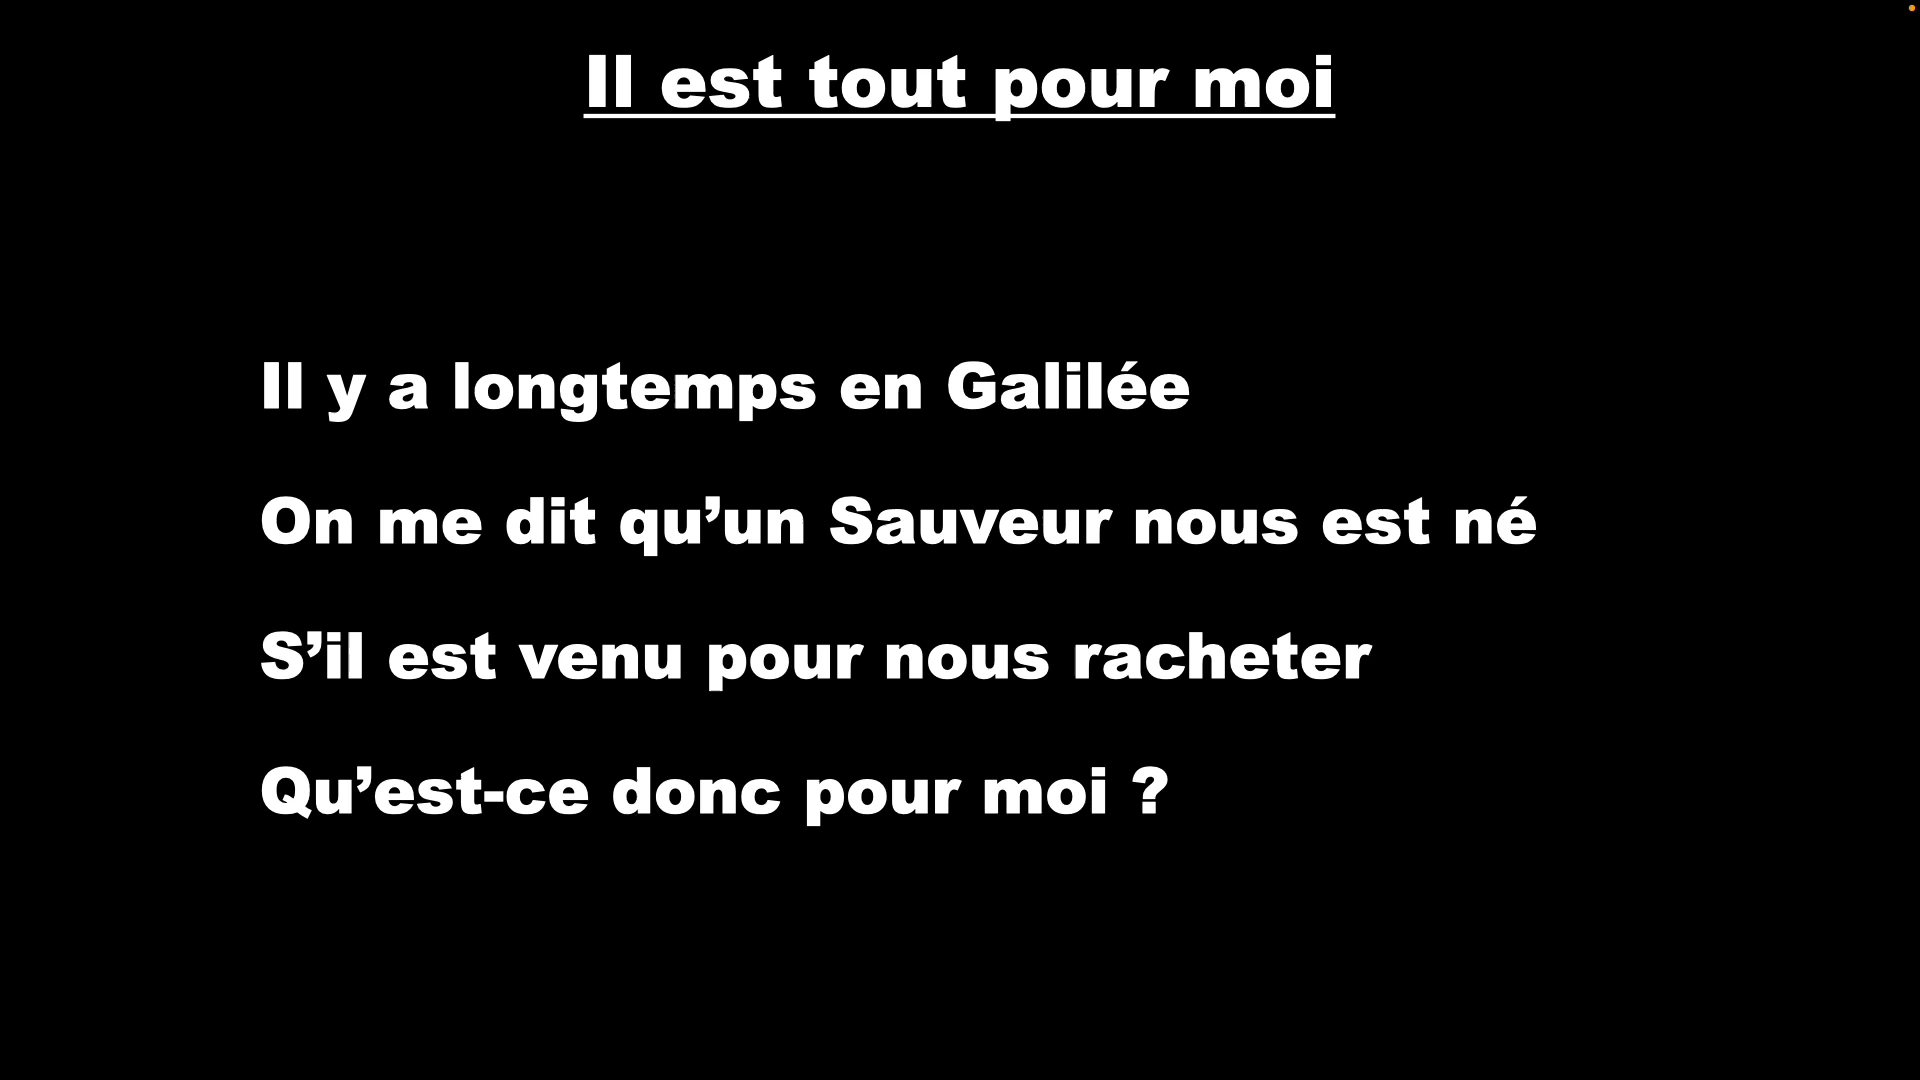 Il est tout pour moi
Il y a longtemps en Galilée
On me dit qu’un Sauveur nous est né
S’il est venu pour nous racheter
Qu’est-ce donc pour moi ?